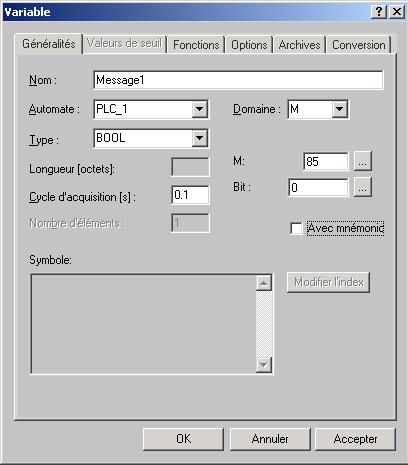 Variable
Généralités Valeurs de seuil Fonctions Options Archives Conversion
Nom : Message1
Automate : PLC_1 Domaine : M
Type : BOOL
Longueur [octets]: M: 85 ...
Cycle d'acquisition [s] : 0.1 Bit : 0 ...
Nombre d'éléments : 1 Avec mnémonic
Symbole:
Modifier l'index
OK Annuler Accepter